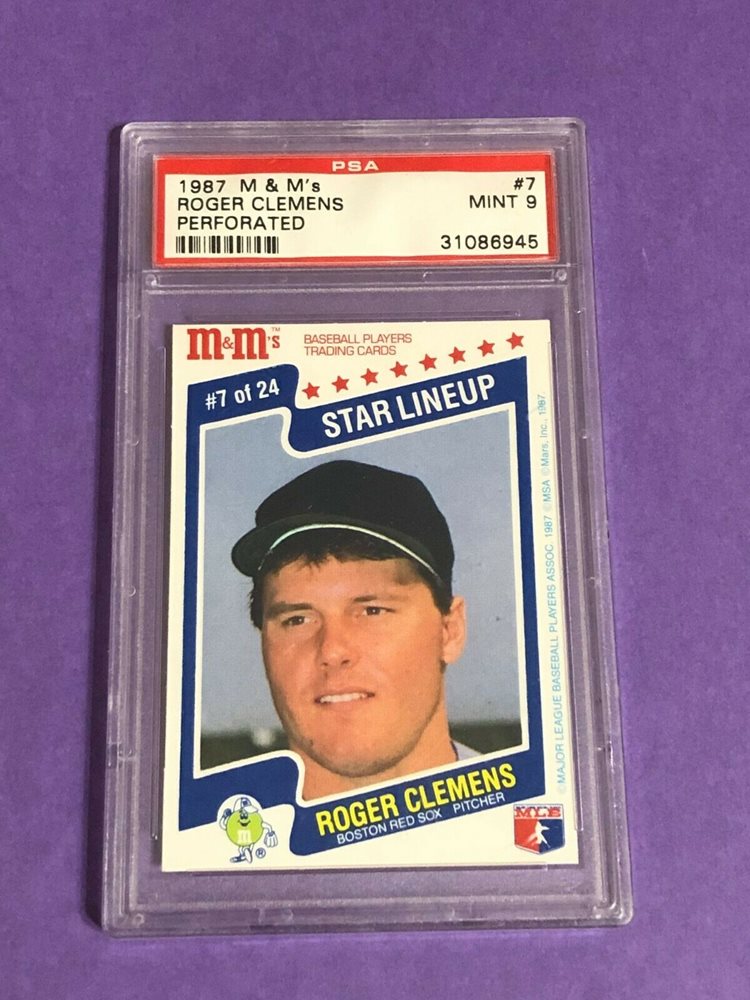 PSA
1987 M & M's #7
ROGER CLEMENS MINT 9
PERFORATED
31086945
m&m's™ BASEBALL PLAYERS
TRADING CARDS
#7 of 24
STAR LINEUP
©MAJOR LEAGUE BASEBALL PLAYERS ASSOC. 1987 ©MSA ©Mars, Inc., 1987
ROGER CLEMENS
BOSTON RED SOX PITCHER
m
®